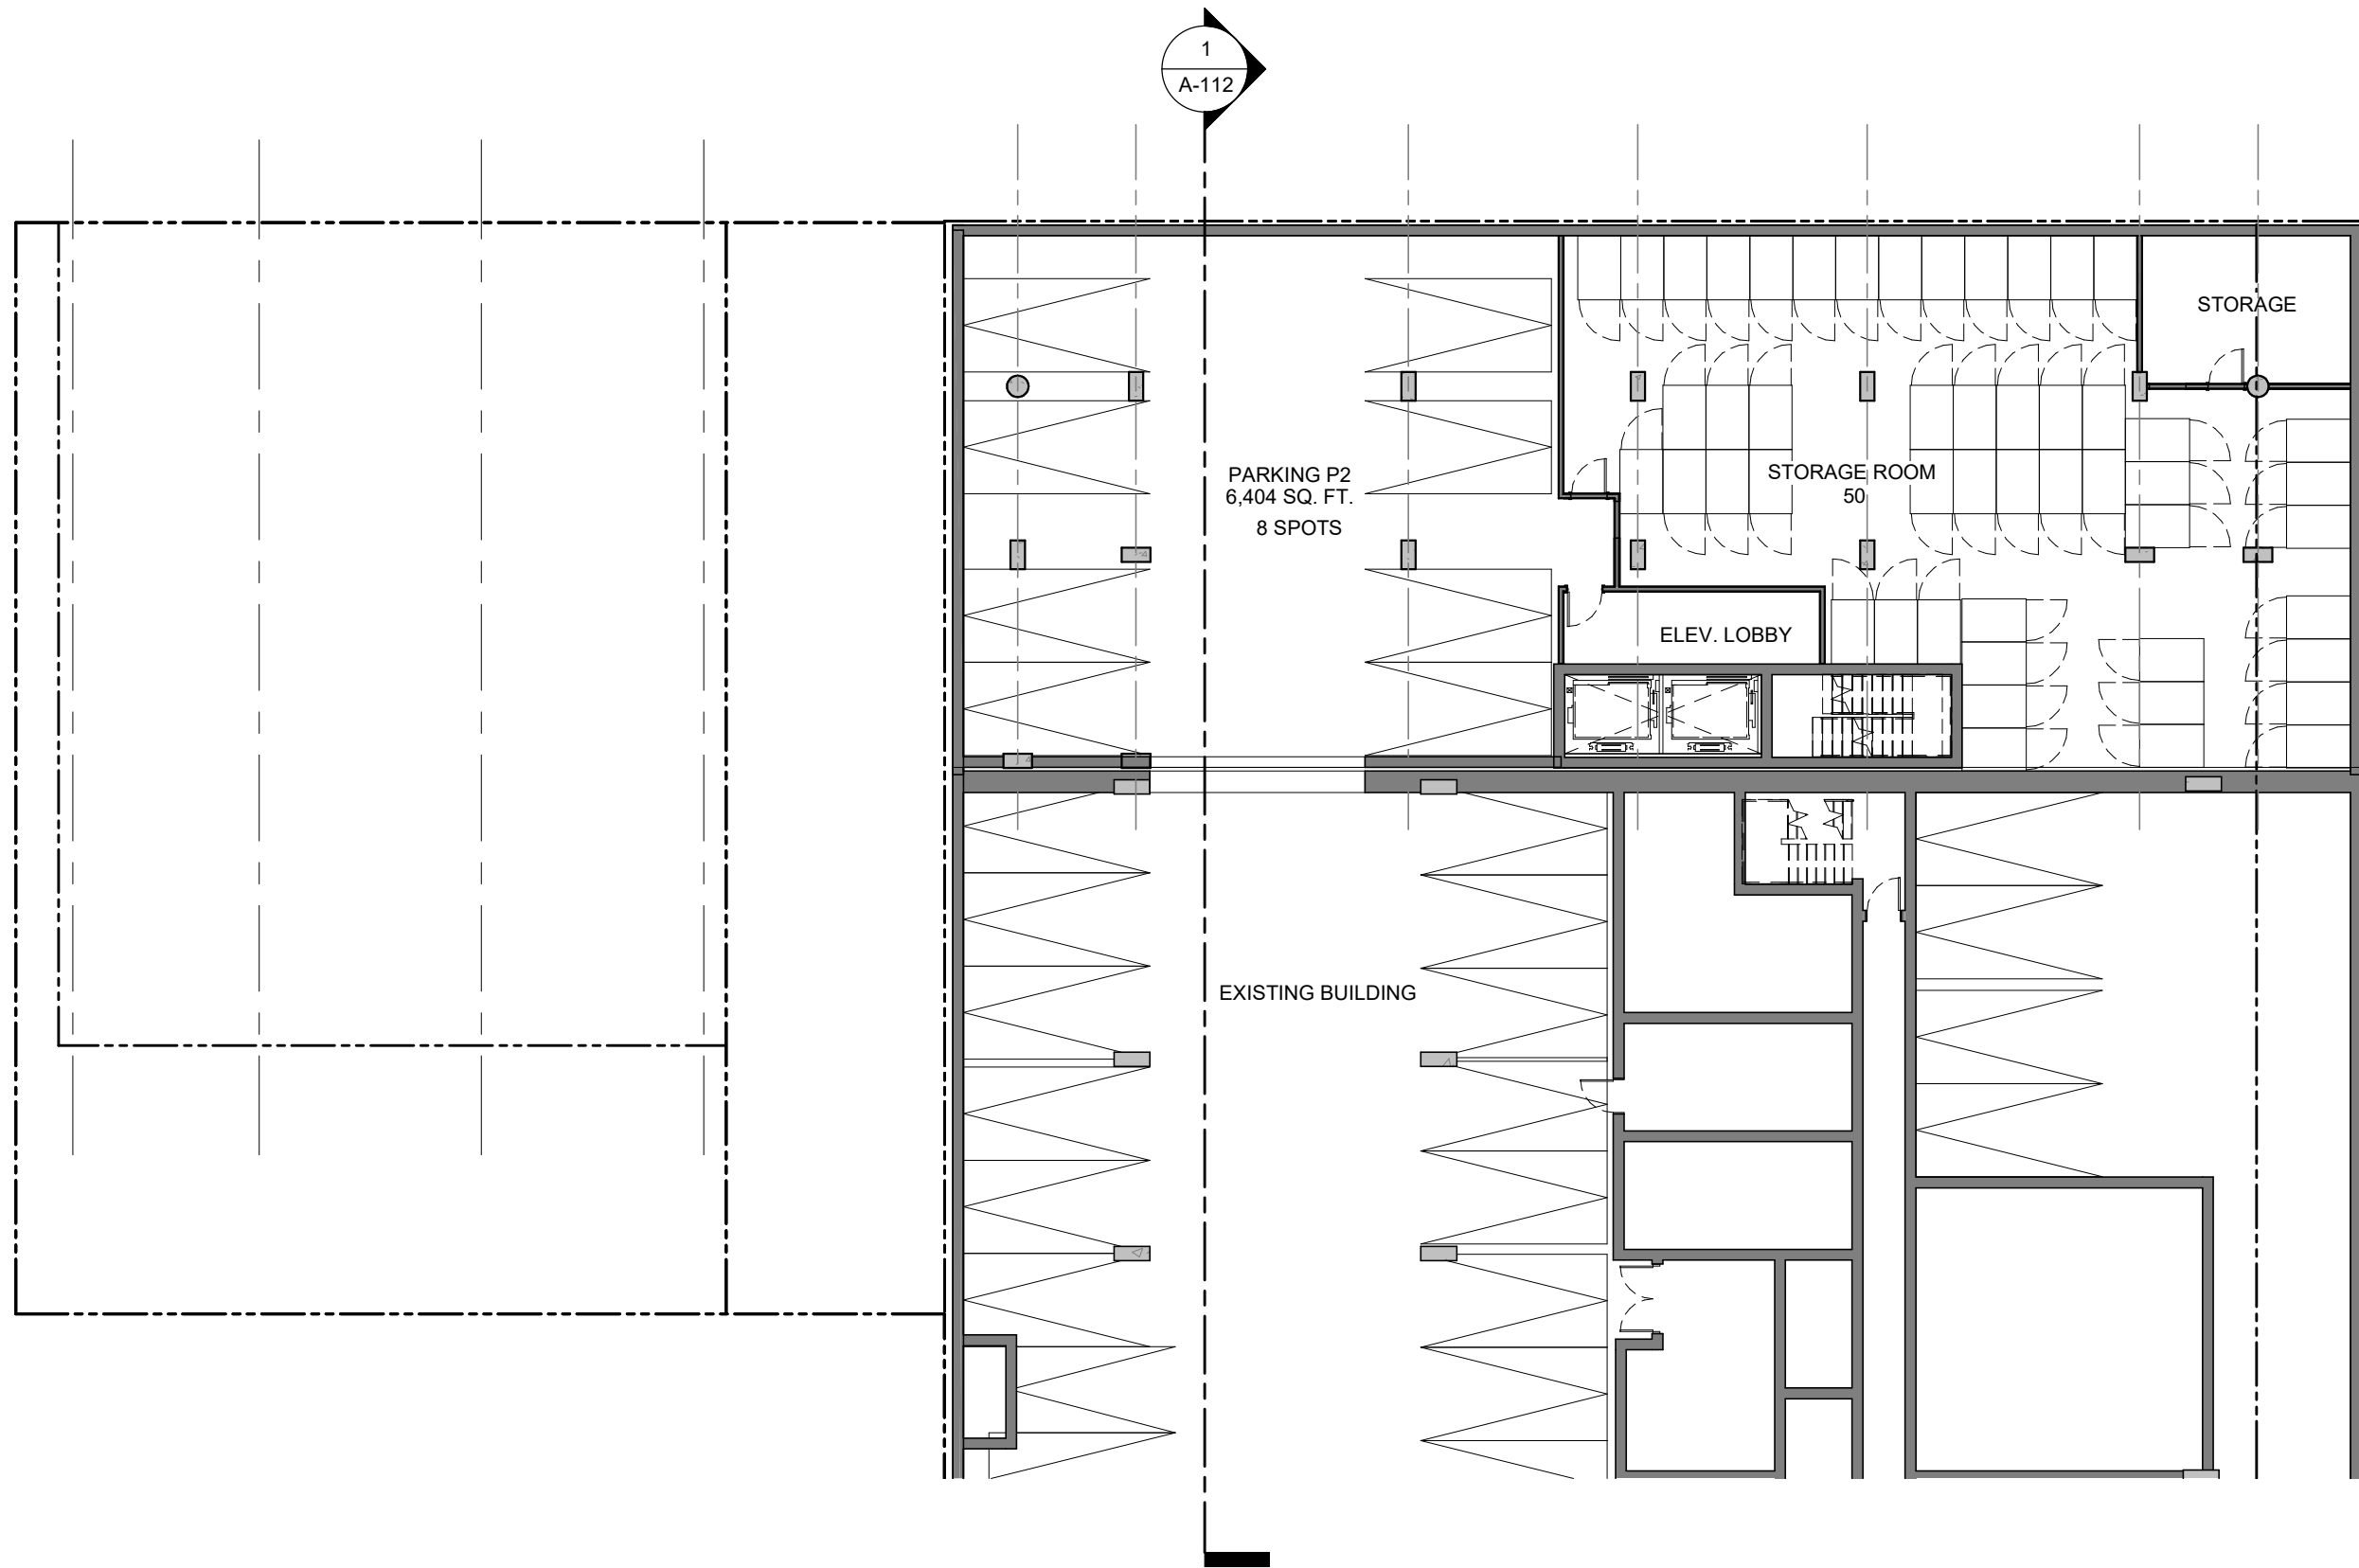 1
A-112
STORAGE
PARKING P2
6,404 SQ. FT.
8 SPOTS
STORAGE ROOM
50
ELEV. LOBBY
EXISTING BUILDING